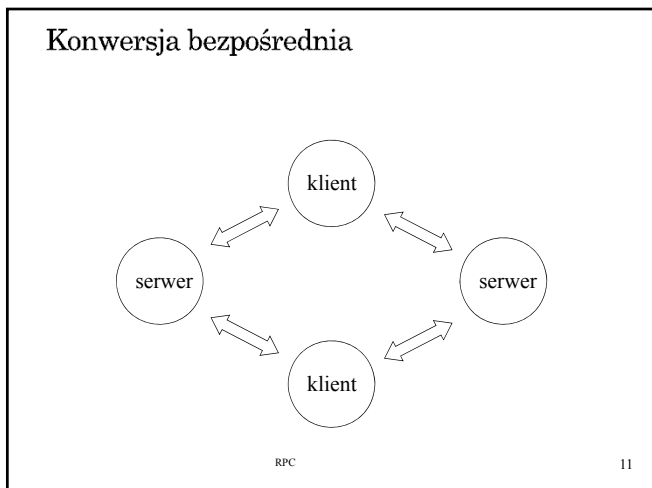 Konwersja bezpośrednia
klient
serwer
serwer
klient
RPC
11